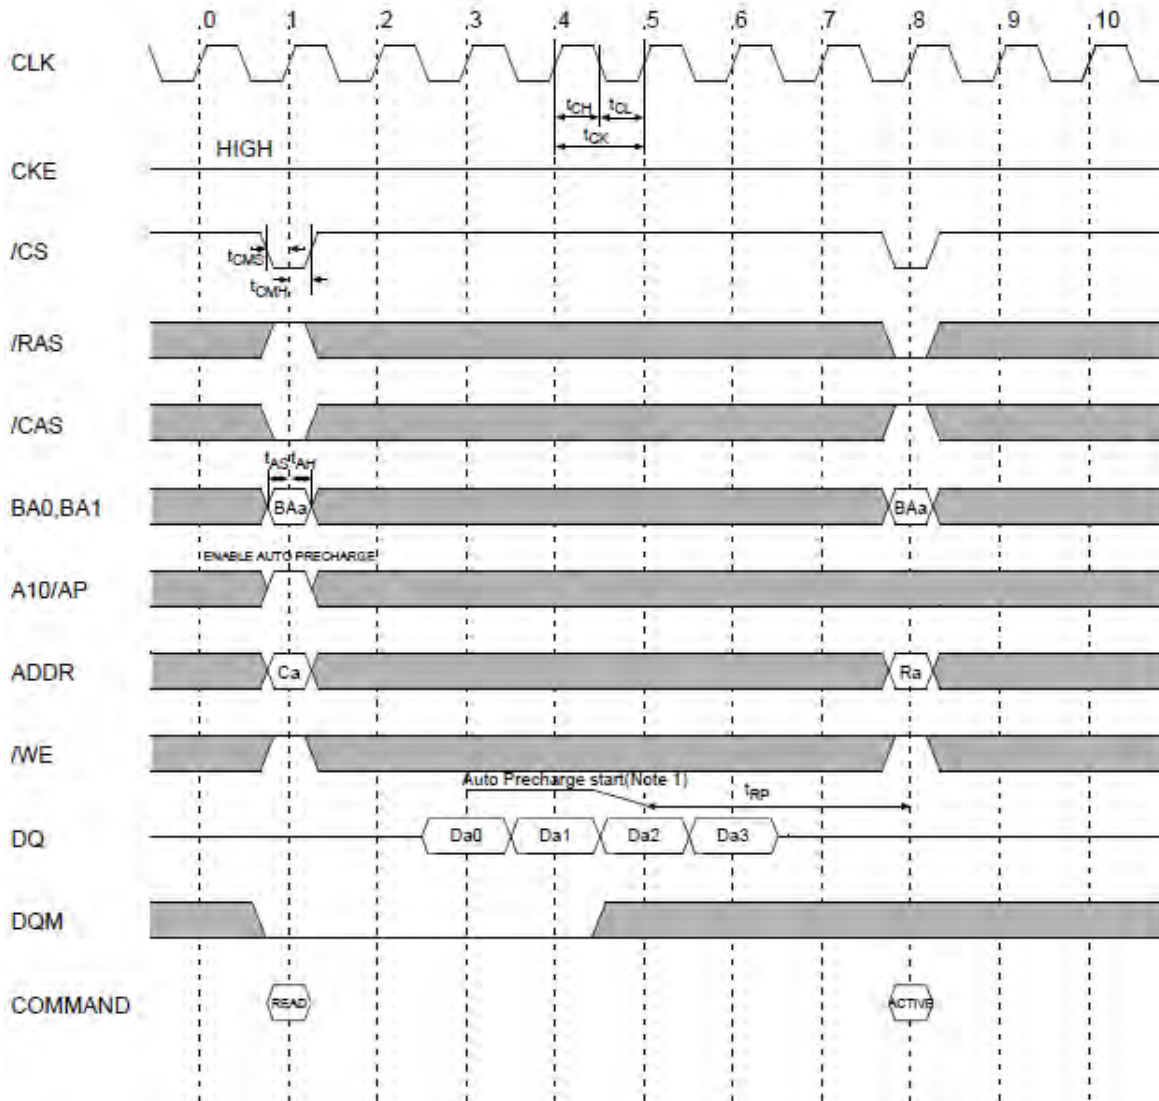 .0 .1 .2 .3 .4 .5 .6 .7 .8 .9 .10
CLK
tCH tCL
tCK
HIGH
CKE
/CS
tCMS
tCMH
/RAS
/CAS
tAS tAH
BA0,BA1 BAa BAa
ENABLE AUTO PRECHARGE
A10/AP
ADDR Ca Ra
/WE
Auto Precharge start(Note 1) tRP
DQ Da0 Da1 Da2 Da3
DQM
COMMAND READ ACTIVE